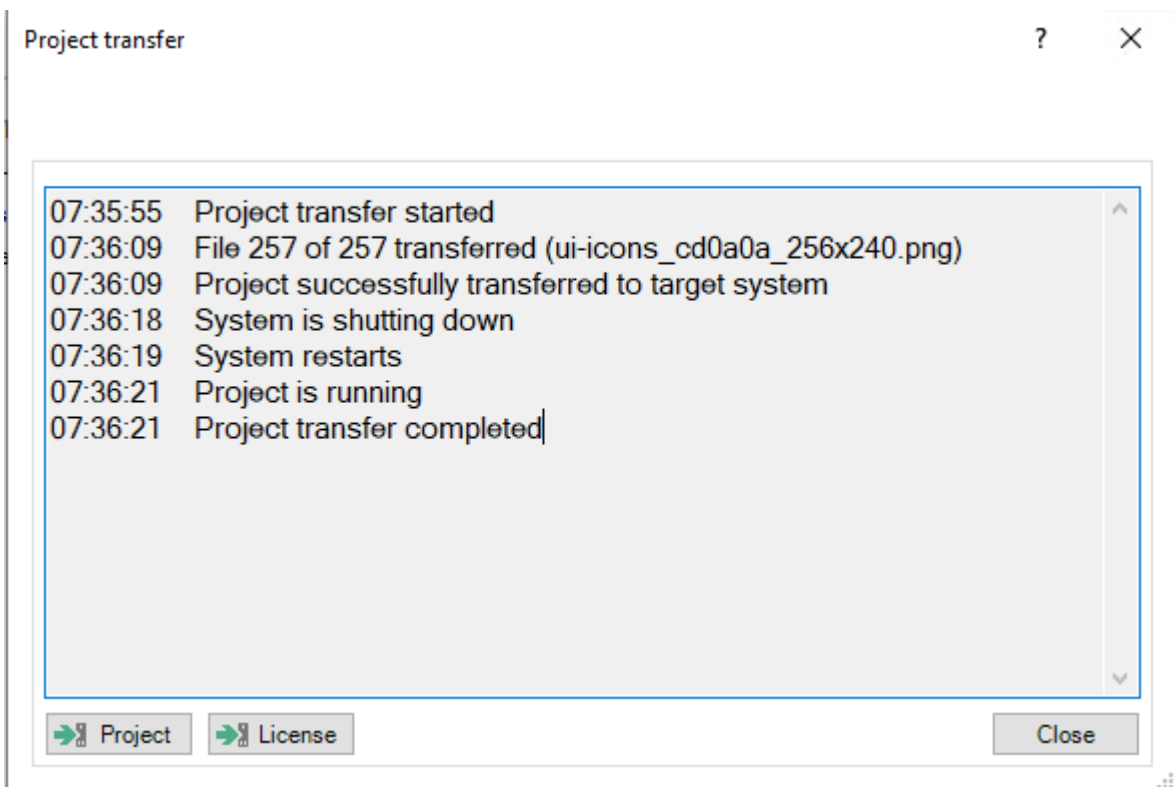 Project transfer
07:35:55 Project transfer started
07:36:09 File 257 of 257 transferred (ui-icons_cd0a0a_256x240.png)
07:36:09 Project successfully transferred to target system
07:36:18 System is shutting down
07:36:19 System restarts
07:36:21 Project is running
07:36:21 Project transfer completed
Project License Close